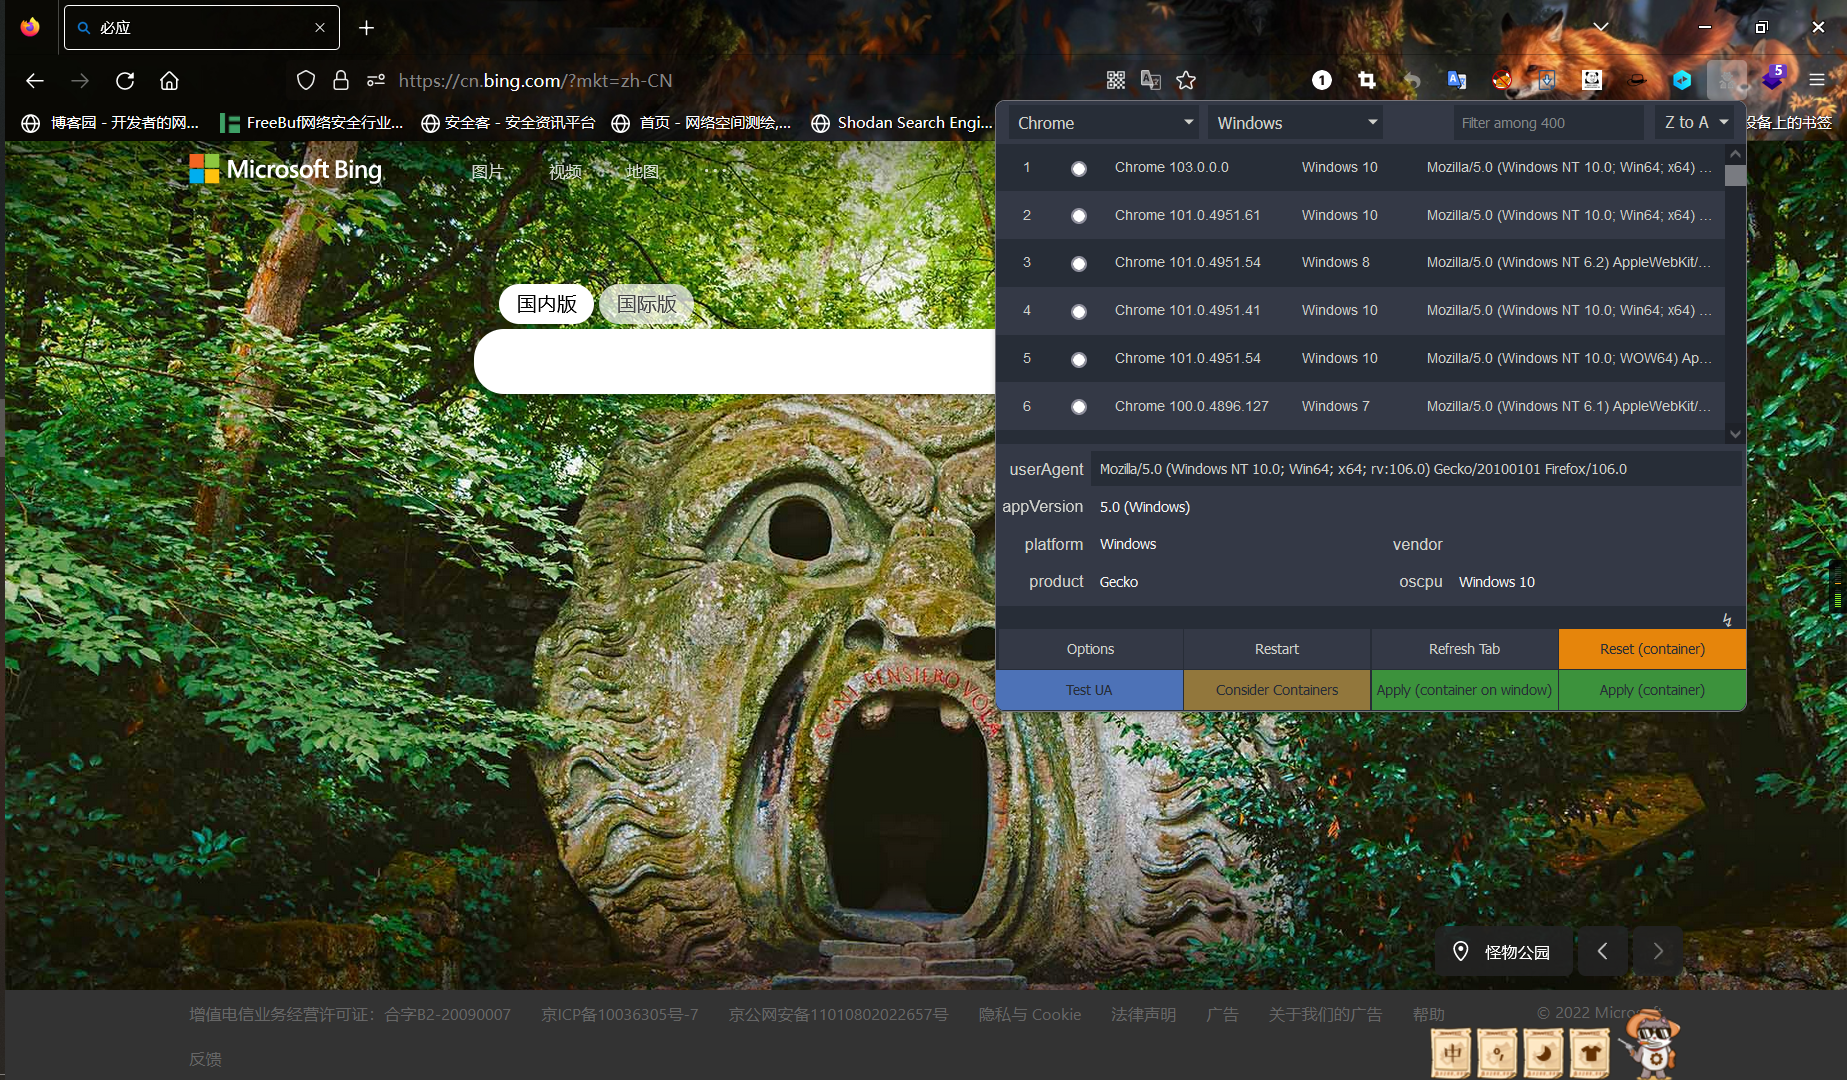 必应
https://cn.bing.com/?mkt=zh-CN
1
5
博客园 - 开发者的网...
FreeBuf网络安全行业...
安全客 - 安全资讯平台
首页 - 网络空间测绘,...
Shodan Search Engi...
设备上的书签
Microsoft Bing
图片
视频
地图
...
国内版
国际版
Chrome
Windows
Filter among 400
Z to A
1 Chrome 103.0.0.0 Windows 10 Mozilla/5.0 (Windows NT 10.0; Win64; x64) ...
2 Chrome 101.0.4951.61 Windows 10 Mozilla/5.0 (Windows NT 10.0; Win64; x64) ...
3 Chrome 101.0.4951.54 Windows 8 Mozilla/5.0 (Windows NT 6.2) AppleWebKit/...
4 Chrome 101.0.4951.41 Windows 10 Mozilla/5.0 (Windows NT 10.0; Win64; x64) ...
5 Chrome 101.0.4951.54 Windows 10 Mozilla/5.0 (Windows NT 10.0; WOW64) Ap...
6 Chrome 100.0.4896.127 Windows 7 Mozilla/5.0 (Windows NT 6.1) AppleWebKit/...
userAgent Mozilla/5.0 (Windows NT 10.0; Win64; x64; rv:106.0) Gecko/20100101 Firefox/106.0
appVersion 5.0 (Windows)
platform Windows vendor
product Gecko oscpu Windows 10
Options Restart Refresh Tab Reset (container)
Test UA Consider Containers Apply (container on window) Apply (container)
OGNI PENSIERO VOLA
怪物公园
增值电信业务经营许可证：合字B2-20090007
京ICP备10036305号-7
京公网安备11010802022657号
隐私与 Cookie
法律声明
广告
关于我们的广告
帮助
© 2022 Microsoft
反馈
中